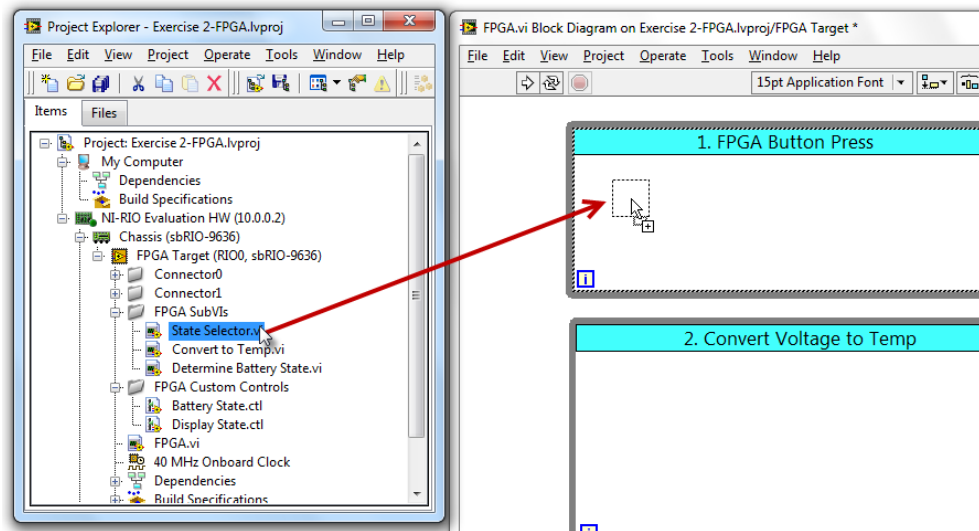 Project Explorer - Exercise 2-FPGA.lvproj
File Edit View Project Operate Tools Window Help
Items Files
Project: Exercise 2-FPGA.lvproj
My Computer
Dependencies
Build Specifications
NI-RIO Evaluation HW (10.0.0.2)
Chassis (sbRIO-9636)
FPGA Target (RIO0, sbRIO-9636)
Connector0
Connector1
FPGA SubVIs
State Selector.v
Convert to Temp.vi
Determine Battery State.vi
FPGA Custom Controls
Battery State.ctl
Display State.ctl
FPGA.vi
40 MHz Onboard Clock
Dependencies
Build Specifications
FPGA.vi Block Diagram on Exercise 2-FPGA.lvproj/FPGA Target *
File Edit View Project Operate Tools Window Help
15pt Application Font
1. FPGA Button Press
i
2. Convert Voltage to Temp
i